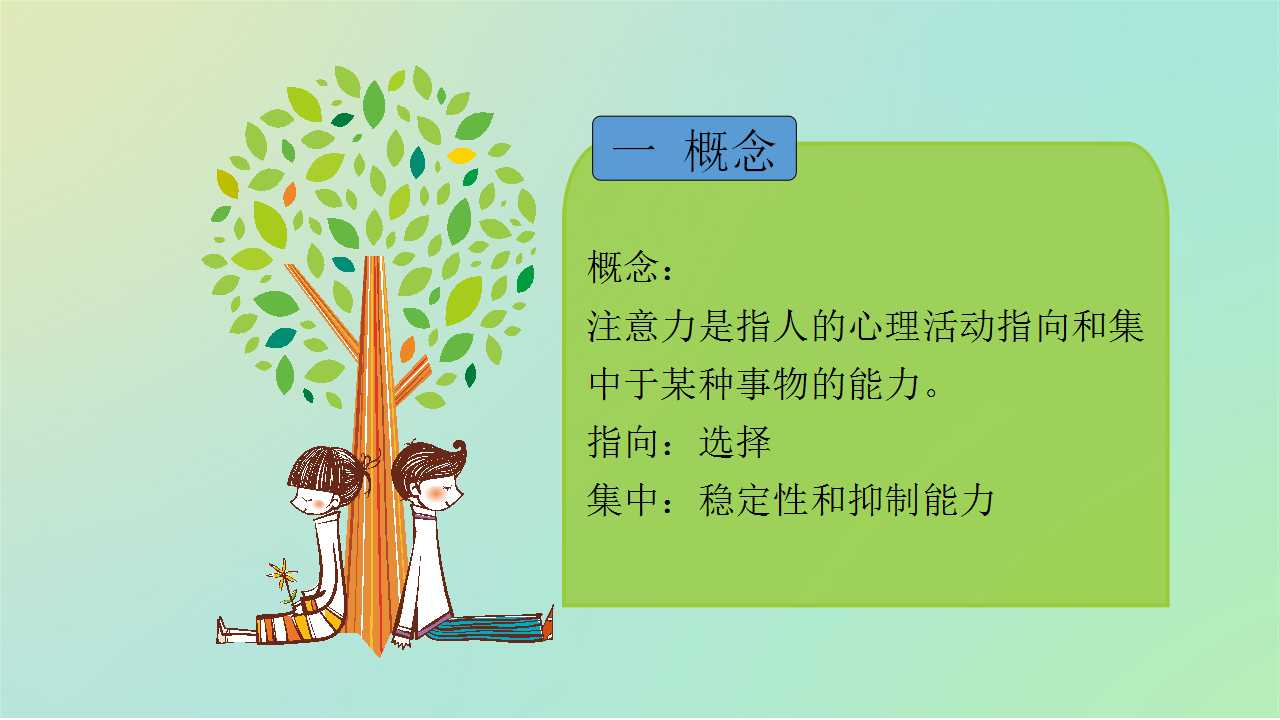 一 概念
概念：
注意力是指人的心理活动指向和集
中于某种事物的能力。
指向：选择
集中：稳定性和抑制能力